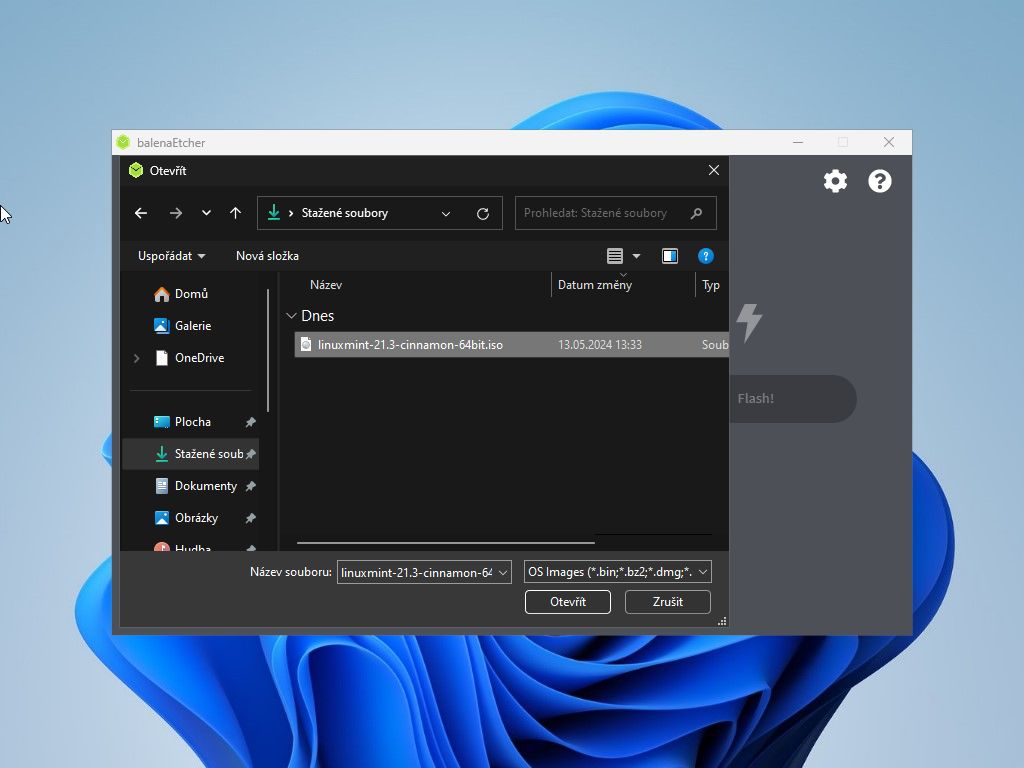 balenaEtcher
Otevřít
Stažené soubory
Prohledat: Stažené soubory
Uspořádat
Nová složka
Název
Datum změny
Typ
Domů
Galerie
OneDrive
Dnes
linuxmint-21.3-cinnamon-64bit.iso
13.05.2024 13:33
Soub
Flash!
Plocha
Stažené soub
Dokumenty
Obrázky
Hudba
Název souboru:
linuxmint-21.3-cinnamon-64
OS Images (*.bin;*.bz2;*.dmg;*.
Otevřít
Zrušit